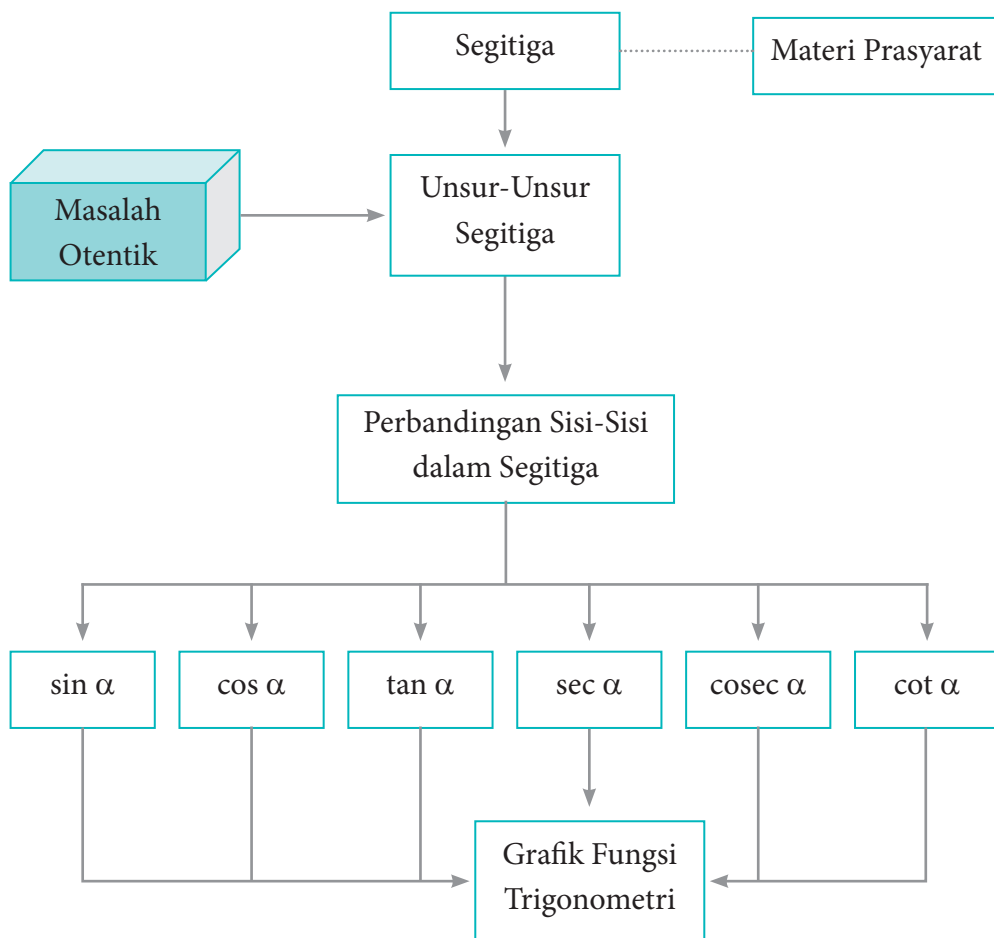 Segitiga
Materi Prasyarat
Masalah
Otentik
Unsur-Unsur
Segitiga
Perbandingan Sisi-Sisi
dalam Segitiga
sin α
cos α
tan α
sec α
cosec α
cot α
Grafik Fungsi
Trigonometri